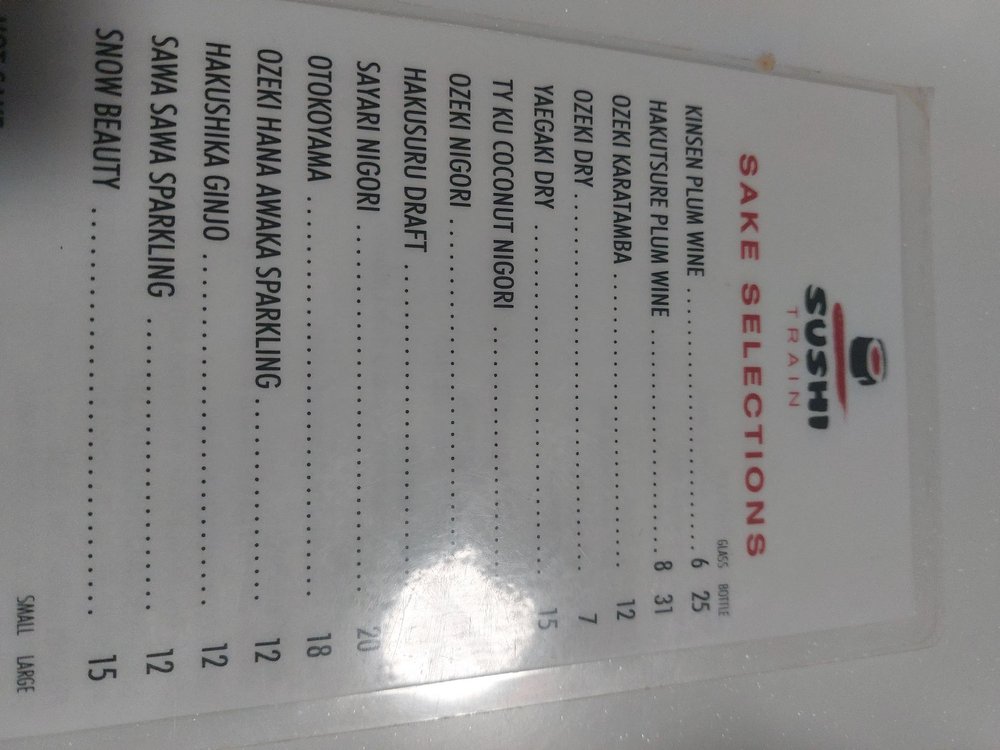 SUSHI
TRAIN
SAKE SELECTIONS
GLASS BOTTLE
KINSEN PLUM WINE 6 25
HAKUTSURE PLUM WINE 8 31
OZEKI KARATAMBA 12
OZEKI DRY 7
YAEGAKI DRY 15
TY KU COCONUT NIGORI
OZEKI NIGORI
HAKUSURU DRAFT
SAYARI NIGORI 20
OTOKOYAMA 18
OZEKI HANA AWAKA SPARKLING 12
HAKUSHIKA GINJO 12
SAWA SAWA SPARKLING 12
SNOW BEAUTY 15
SMALL LARGE